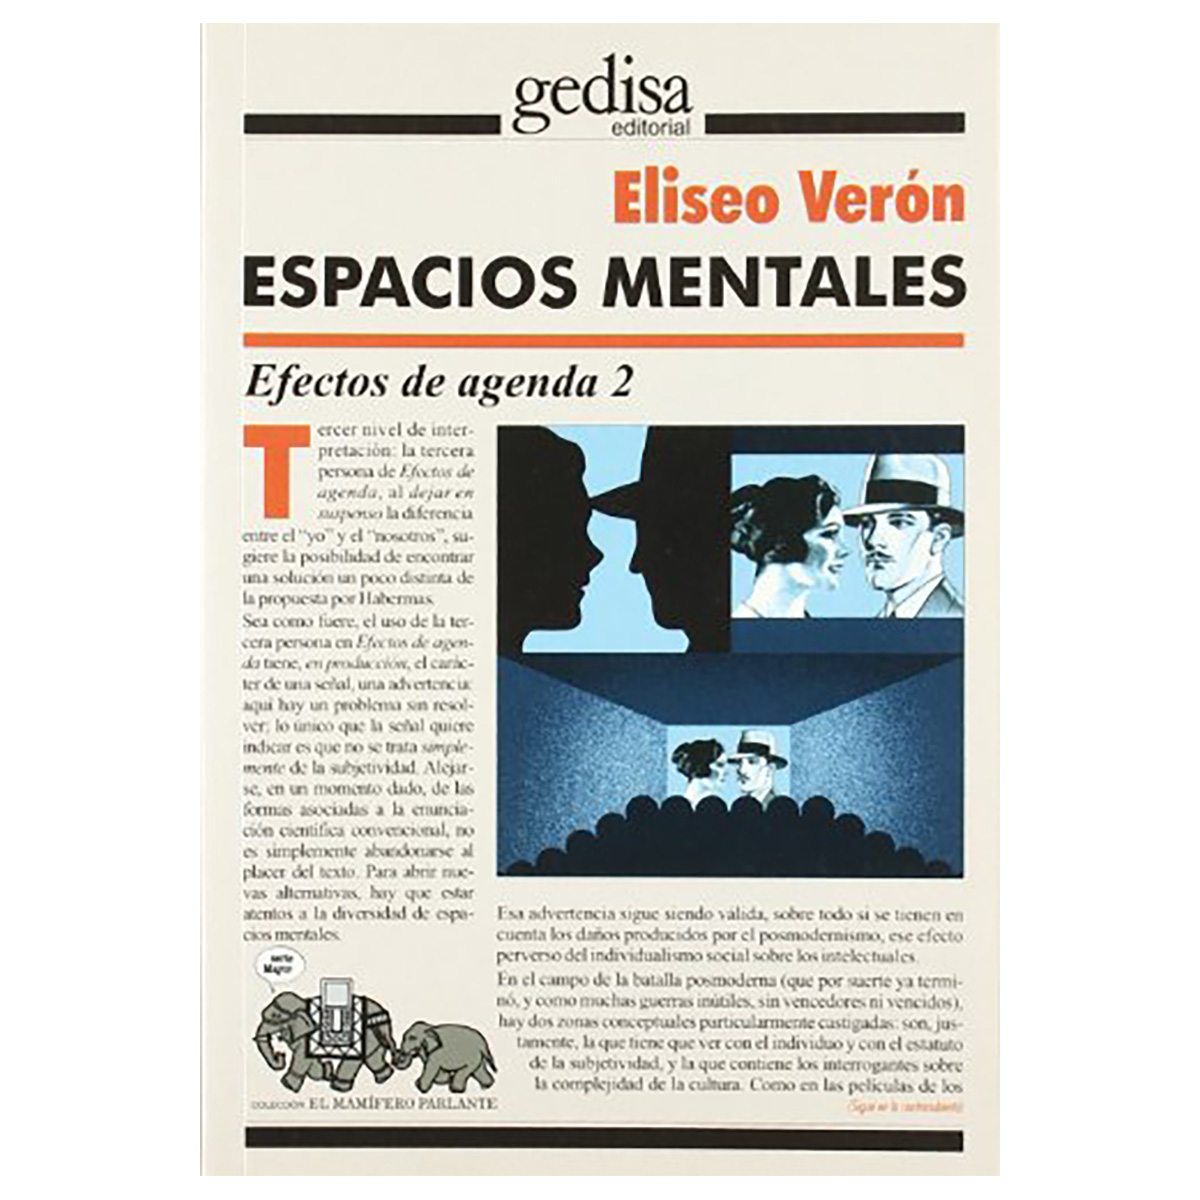 gedisa
editorial
Eliseo Verón
ESPACIOS MENTALES
Efectos de agenda 2
Tercer nivel de inter-
pretación: la tercera
persona de Efectos de
agenda, al dejar en
suspenso la diferencia
entre el "yo" y el "nosotros", su-
giere la posibilidad de encontrar
una solución un poco distinta de
la propuesta por Habermas.
Sea como fuere, el uso de la ter-
cera persona en Efectos de agen-
da tiene, en producción, el carác-
ter de una señal, una advertencia:
aquí hay un problema sin resol-
ver; lo único que la señal quiere
indicar es que no se trata simple-
mente de la subjetividad. Alejar-
se, en un momento dado, de las
formas asociadas a la enuncia-
ción científica convencional, no
es simplemente abandonarse al
placer del texto. Para abrir nue-
vas alternativas, hay que estar
atentos a la diversidad de espa-
cios mentales.
Esa advertencia sigue siendo válida, sobre todo si se tienen en
cuenta los daños producidos por el posmodernismo, ese efecto
perverso del individualismo social sobre los intelectuales.
En el campo de la batalla posmoderna (que por suerte ya termi-
nó, y como muchas guerras inútiles, sin vencedores ni vencidos),
hay dos zonas conceptuales particularmente castigadas: son, jus-
tamente, la que tiene que ver con el individuo y con el estatuto
de la subjetividad, y la que contiene los interrogantes sobre
la complejidad de la cultura. Como en las películas de los
(Sigue en la contracubierta)
serie
Mayor
COLECCIÓN EL MAMÍFERO PARLANTE